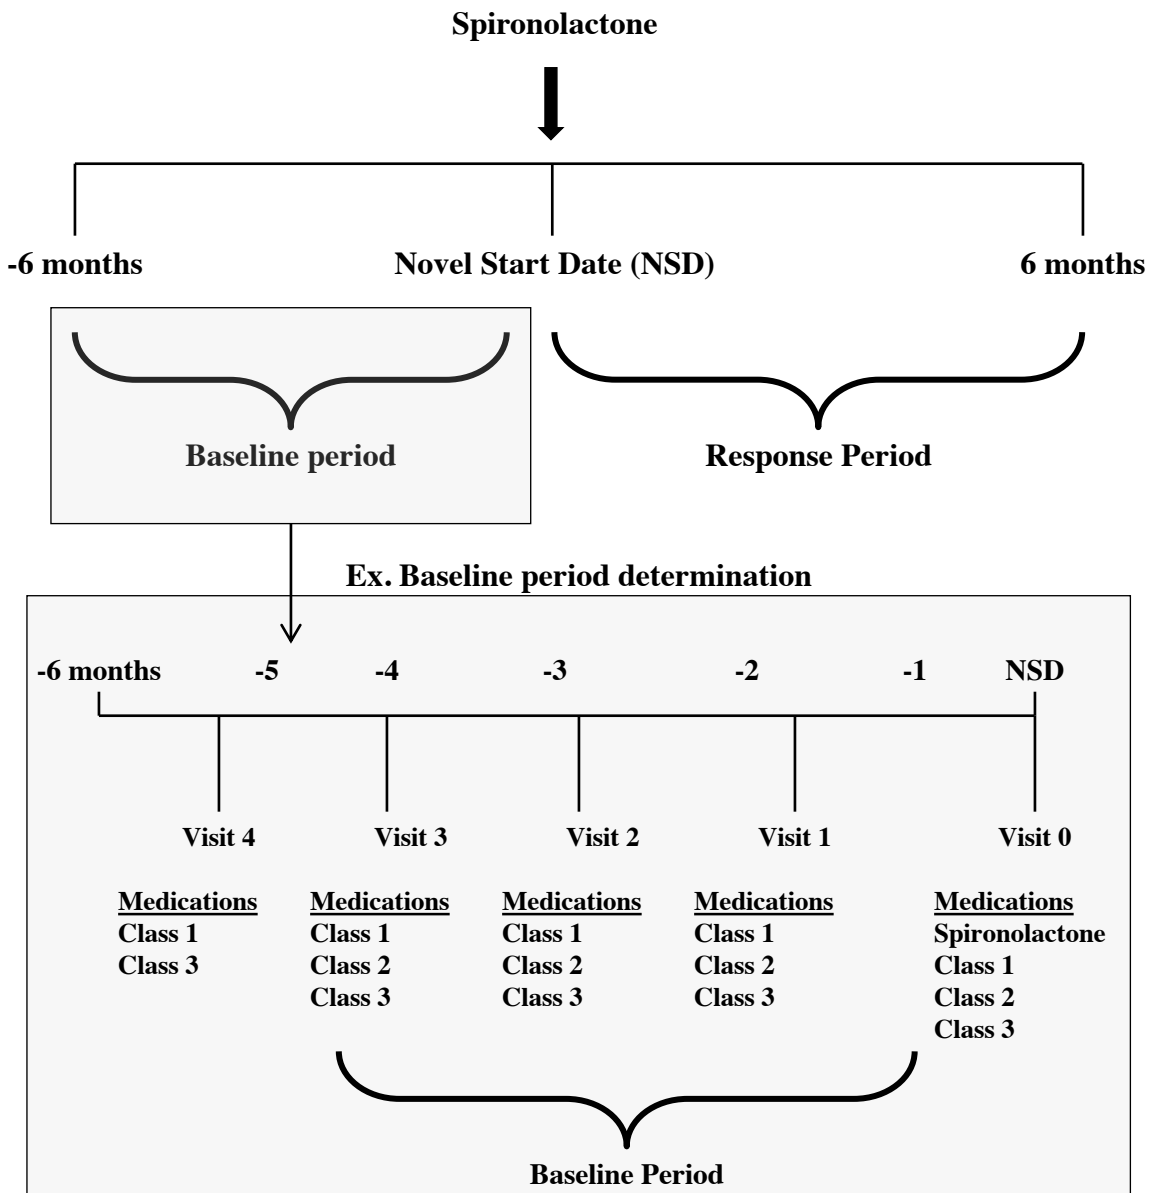 Spironolactone
-6 months
Novel Start Date (NSD)
6 months
Baseline period
Response Period
Ex. Baseline period determination
-6 months
-5
-4
-3
-2
-1
NSD
Visit 4
Visit 3
Visit 2
Visit 1
Visit 0
Medications
Class 1
Class 3
Medications
Class 1
Class 2
Class 3
Medications
Class 1
Class 2
Class 3
Medications
Class 1
Class 2
Class 3
Medications
Spironolactone
Class 1
Class 2
Class 3
Baseline Period